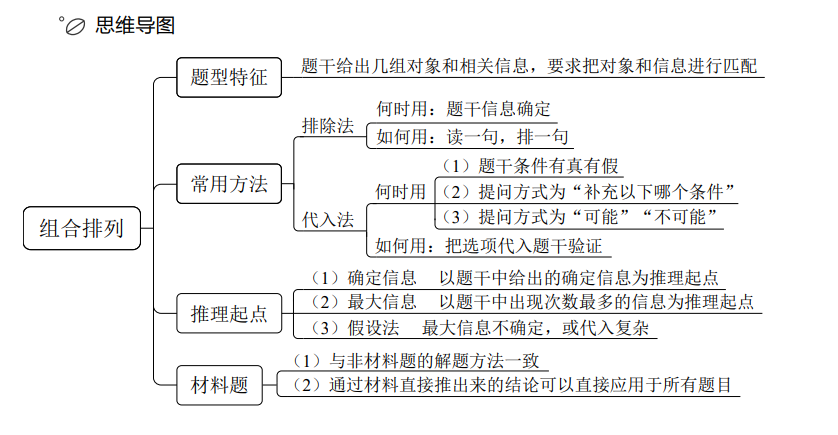 思维导图
题型特征
题干给出几组对象和相关信息，要求把对象和信息进行匹配
组合排列
常用方法
排除法
何时用：题干信息确定
如何用：读一句，排一句
代入法
何时用
（1）题干条件有真有假
（2）提问方式为“补充以下哪个条件”
（3）提问方式为“可能”“不可能”
如何用：把选项代入题干验证
推理起点
（1）确定信息 以题干中给出的确定信息为推理起点
（2）最大信息 以题干中出现次数最多的信息为推理起点
（3）假设法 最大信息不确定，或代入复杂
材料题
（1）与非材料题的解题方法一致
（2）通过材料直接推出来的结论可以直接应用于所有题目